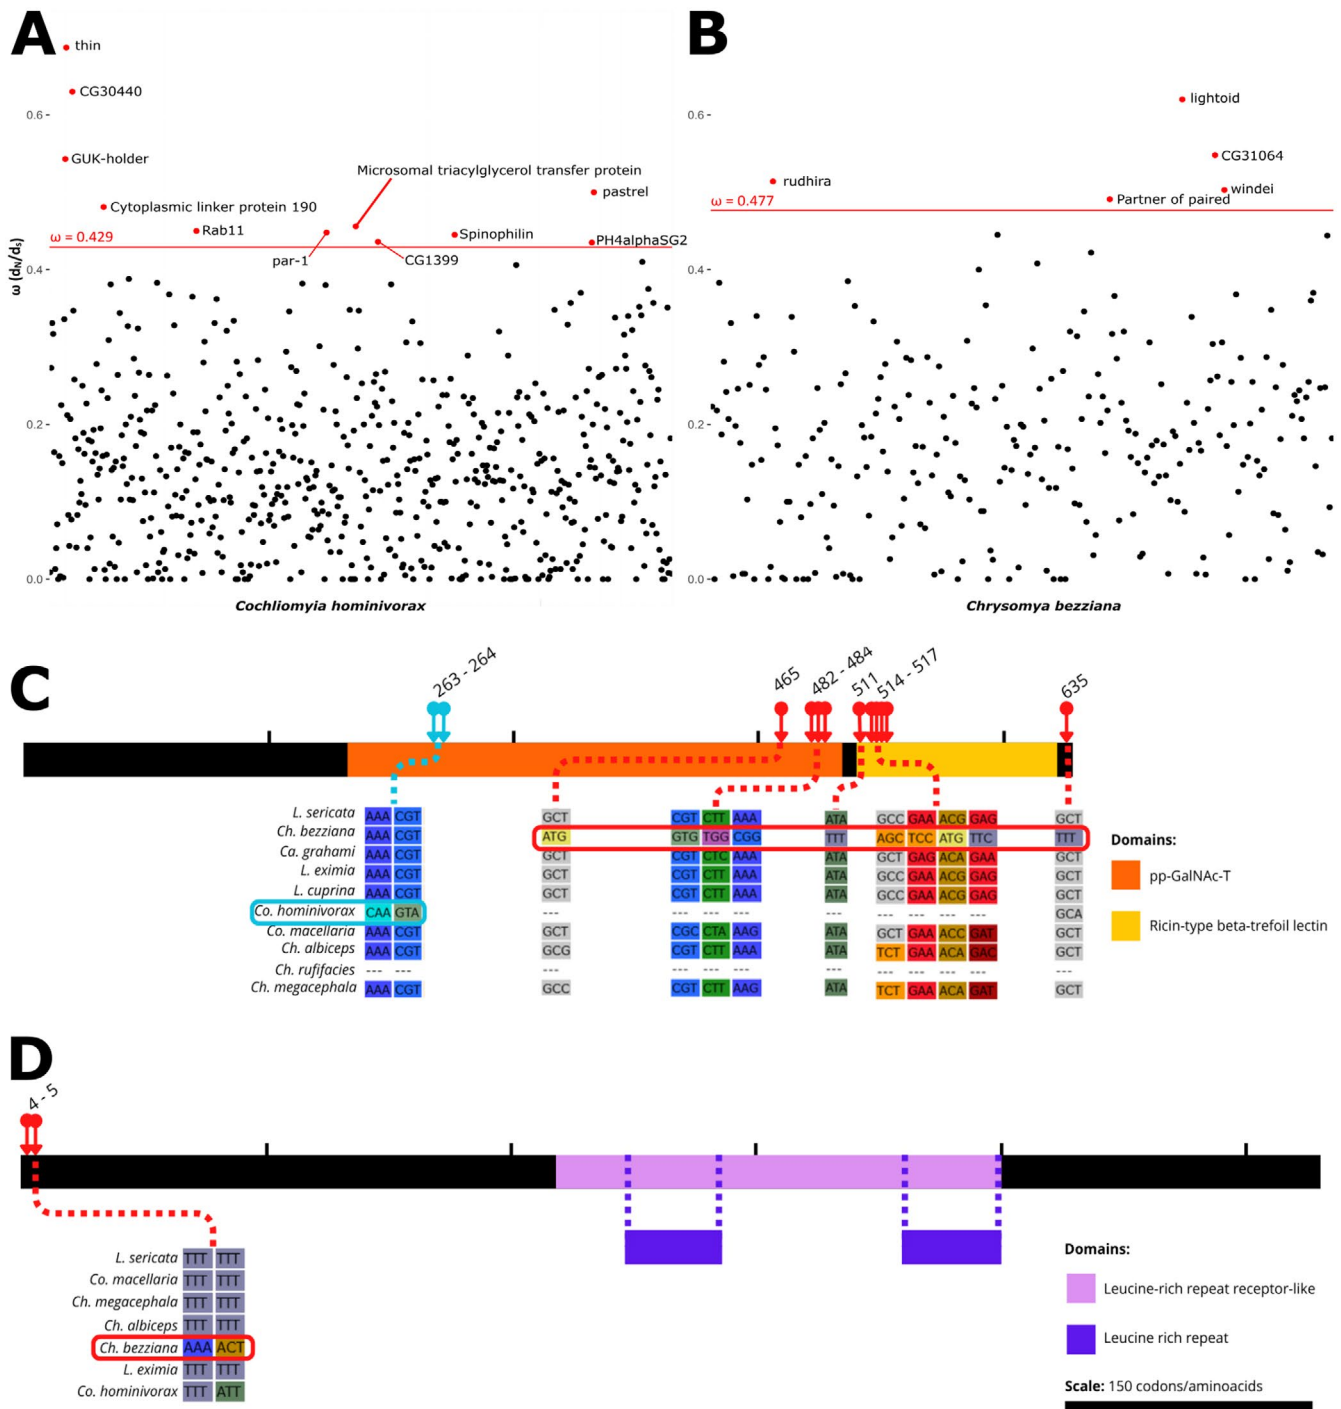 A
B
thin
CG30440
0.6
GUK-holder
Microsomal triacylglycerol transfer protein
pastrel
Cytoplasmic linker protein 190
Rab11
ω = 0.429
Spinophilin
PH4alphaSG2
par-1
CG1399
ω (dN/ds)
0.4
0.2
0.0
Cochliomyia hominivorax
lightoid
0.6
CG31064
rudhira
windei
Partner of paired
ω = 0.477
0.4
0.2
0.0
Chrysomya bezziana
C
263 - 264
465
482 - 484
511
514 - 517
635
L. sericata AAA CGT GCT CGT CTT AAA ATA GCC GAA ACG GAG GCT
Ch. bezziana AAA CGT ATG GTG TGG CGG TTT AGC TCC ATG TTC TTT
Ca. grahami AAA CGT GCT CGT CTC AAA ATA GCT GAG ACA GAA GCT
L. eximia AAA CGT GCT CGT CTT AAA ATA GCC GAA ACG GAG GCT
L. cuprina AAA CGT GCT CGT CTT AAA ATA GCC GAA ACG GAG GCT
Co. hominivorax CAA GTA --- --- --- --- --- --- --- --- --- GCA
Co. macellaria AAA CGT GCT CGC CTA AAG ATA GCT GAA ACC GAT GCT
Ch. albiceps AAA CGT GCG CGT CTT AAA ATA TCT GAA ACA GAC GCT
Ch. rufifacies --- --- --- --- --- --- --- --- --- --- --- ---
Ch. megacephala AAA CGT GCC CGT CTT AAG ATA TCT GAA ACA GAT GCT
Domains:
pp-GalNAc-T
Ricin-type beta-trefoil lectin
D
4 - 5
L. sericata TTT TTT
Co. macellaria TTT TTT
Ch. megacephala TTT TTT
Ch. albiceps TTT TTT
Ch. bezziana AAA ACT
L. eximia TTT TTT
Co. hominivorax TTT ATT
Domains:
Leucine-rich repeat receptor-like
Leucine rich repeat
Scale: 150 codons/aminoacids